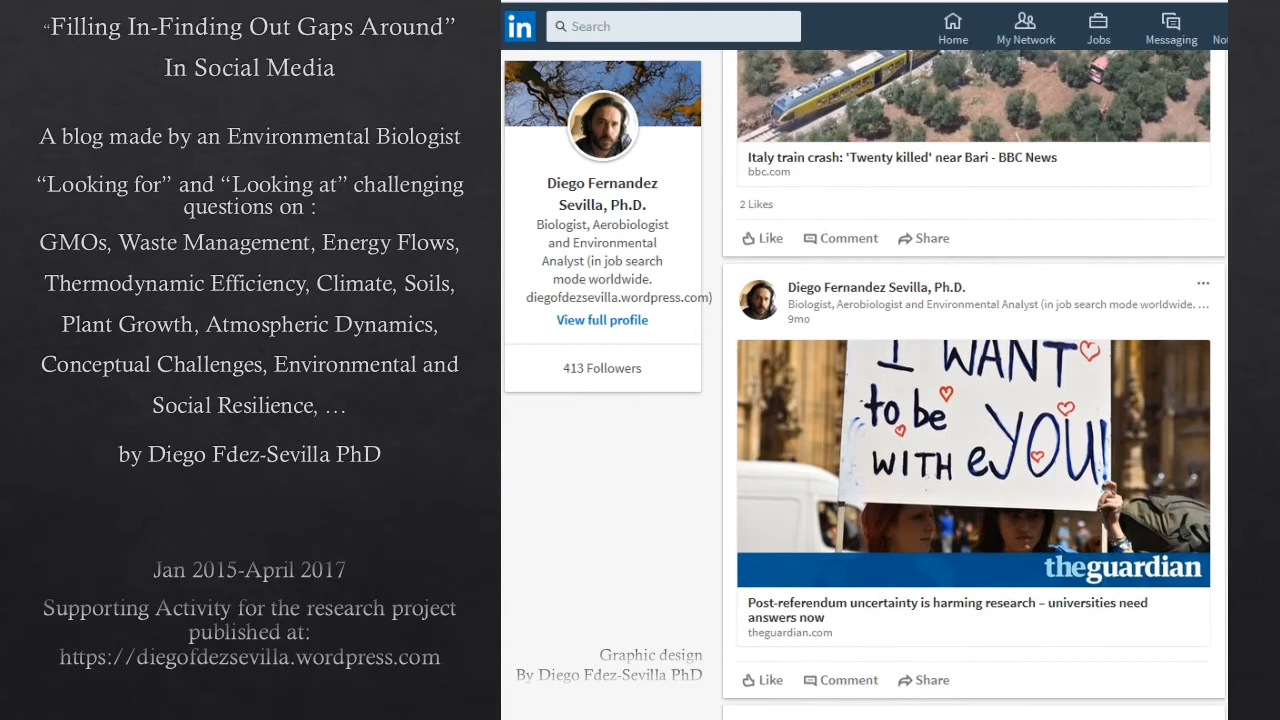 “Filling In-Finding Out Gaps Around”
In Social Media
A blog made by an Environmental Biologist
“Looking for” and “Looking at” challenging
questions on :
GMOs, Waste Management, Energy Flows,
Thermodynamic Efficiency, Climate, Soils,
Plant Growth, Atmospheric Dynamics,
Conceptual Challenges, Environmental and
Social Resilience, …
by Diego Fdez-Sevilla PhD
Jan 2015-April 2017
Supporting Activity for the research project
published at:
https://diegofdezsevilla.wordpress.com
in
Search
Home
My Network
Jobs
Messaging
Not
Diego Fernandez
Sevilla, Ph.D.
Biologist, Aerobiologist
and Environmental
Analyst (in job search
mode worldwide.
diegofdezsevilla.wordpress.com)
View full profile
413 Followers
Graphic design
By Diego Fdez-Sevilla PhD
Italy train crash: 'Twenty killed' near Bari - BBC News
bbc.com
2 Likes
Like Comment Share
Diego Fernandez Sevilla, Ph.D.
Biologist, Aerobiologist and Environmental Analyst (in job search mode worldwide. ...
9mo
I WANT
to be
WITH eYOU!
theguardian
Post-referendum uncertainty is harming research – universities need
answers now
theguardian.com
Like Comment Share